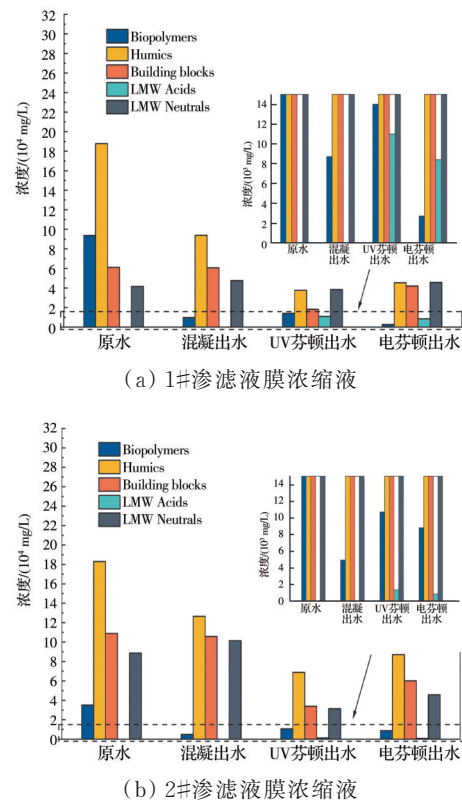 32
30
28
26
24
22
20
18
16
14
12
10
8
6
4
2
0
浓度/(10⁴ mg/L)
Biopolymers
Humics
Building blocks
LMW Acids
LMW Neutrals
14
12
10
8
6
4
2
0
浓度/(10³ mg/L)
原水 混凝出水 UV芬顿出水 电芬顿出水
原水 混凝出水 UV芬顿出水 电芬顿出水
(a) 1#渗滤液膜浓缩液
32
30
28
26
24
22
20
18
16
14
12
10
8
6
4
2
0
浓度/(10⁴ mg/L)
Biopolymers
Humics
Building blocks
LMW Acids
LMW Neutrals
14
12
10
8
6
4
2
0
浓度/(10³ mg/L)
原水 混凝出水 UV芬顿出水 电芬顿出水
原水 混凝出水 UV芬顿出水 电芬顿出水
(b) 2#渗滤液膜浓缩液